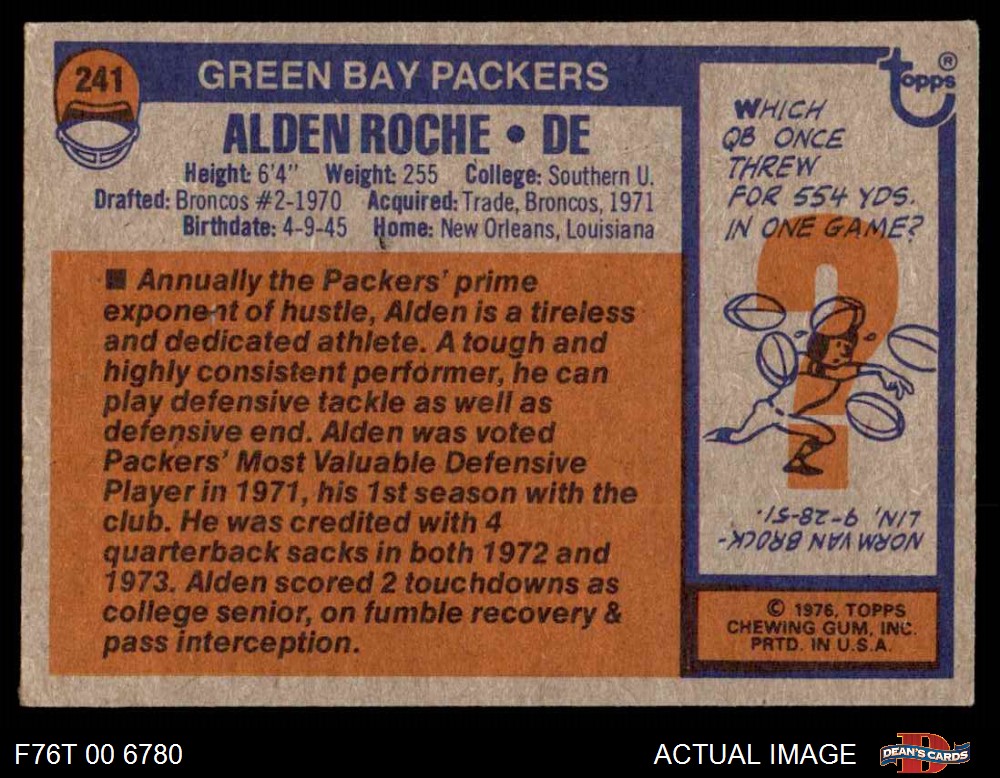 241
GREEN BAY PACKERS
ALDEN ROCHE • DE
Height: 6'4" Weight: 255 College: Southern U.
Drafted: Broncos #2-1970 Acquired: Trade, Broncos, 1971
Birthdate: 4-9-45 Home: New Orleans, Louisiana
■ Annually the Packers' prime
exponent of hustle, Alden is a tireless
and dedicated athlete. A tough and
highly consistent performer, he can
play defensive tackle as well as
defensive end. Alden was voted
Packers' Most Valuable Defensive
Player in 1971, his 1st season with the
club. He was credited with 4
quarterback sacks in both 1972 and
1973. Alden scored 2 touchdowns as
college senior, on fumble recovery &
pass interception.
topps®
WHICH
QB ONCE
THREW
FOR 554 YDS.
IN ONE GAME?
NORM VAN BROCK-
LIN, 9-28-51.
© 1976, TOPPS
CHEWING GUM, INC.
PRTD. IN U.S.A.
F76T 00 6780
ACTUAL IMAGE
DEAN'S CARDS